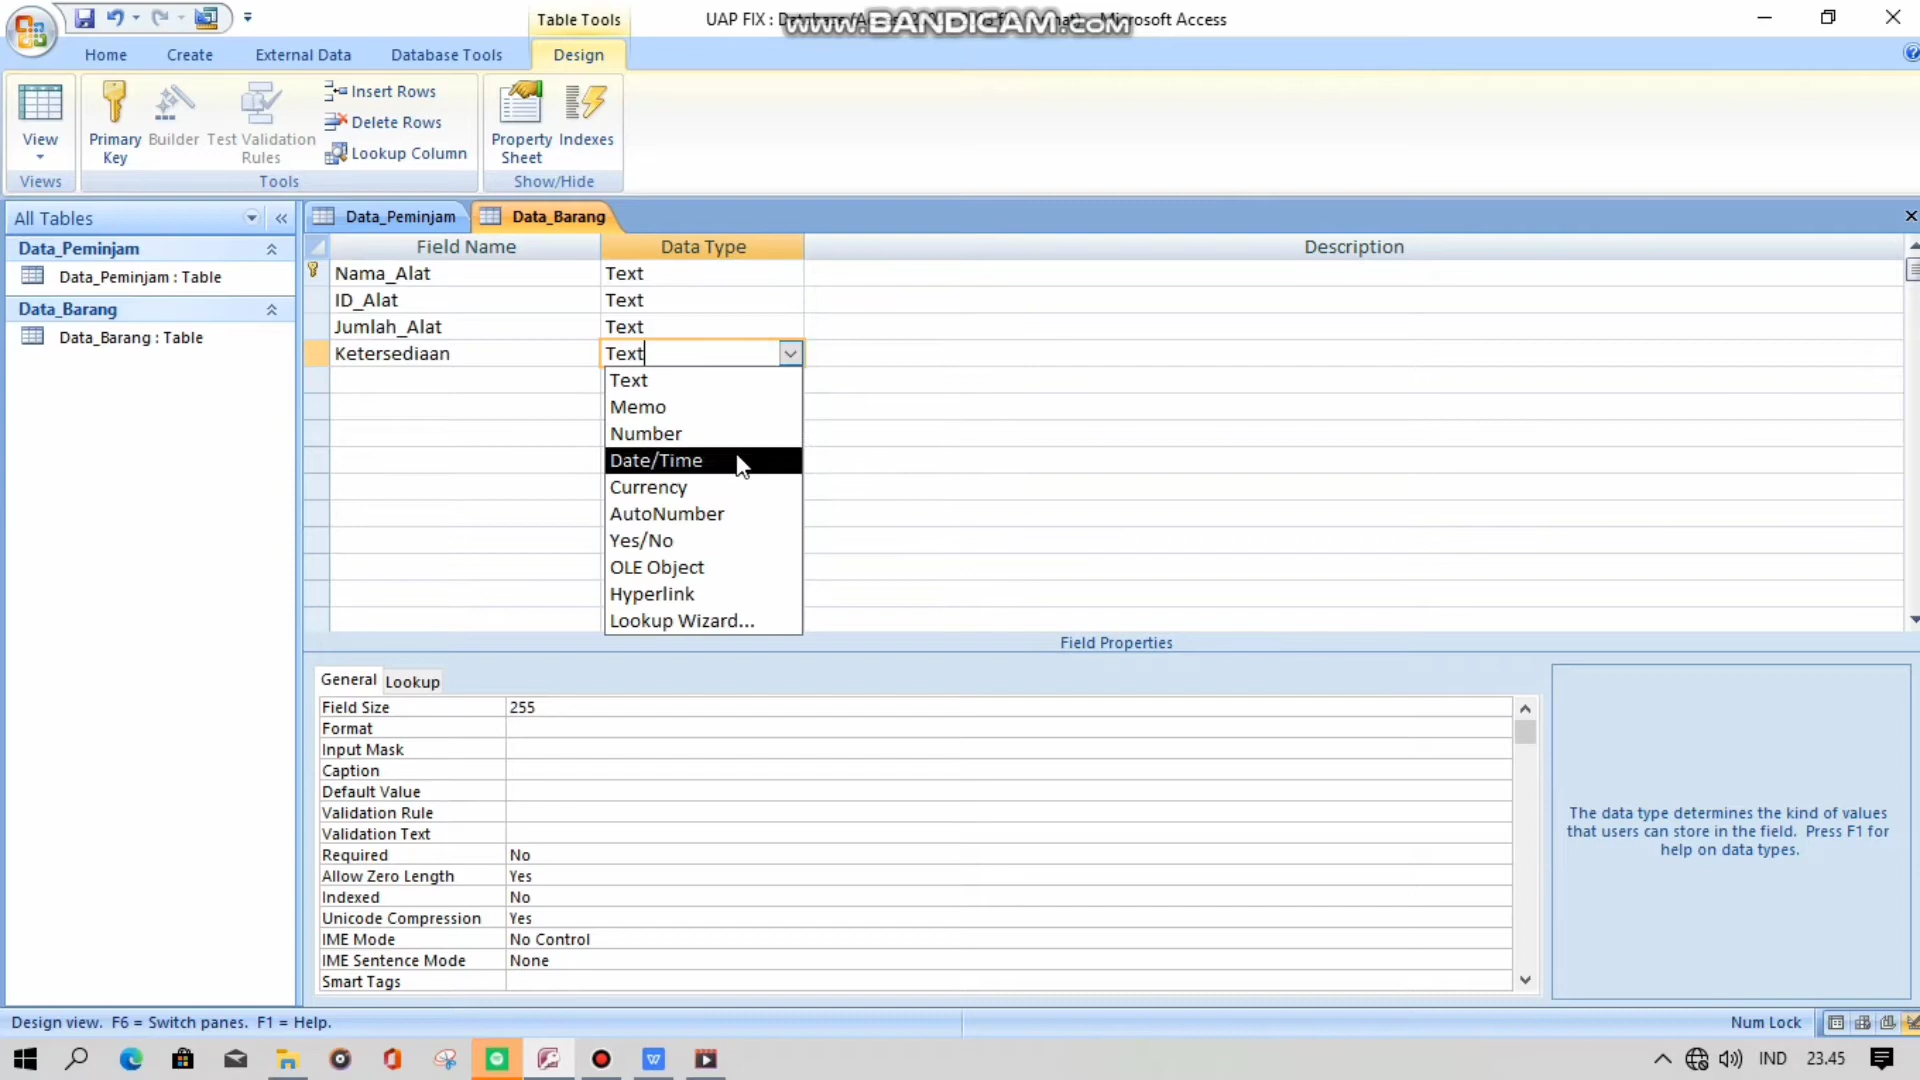 Table Tools
UAP FIX : Microsoft Access
www.BANDICAM.com
Home
Create
External Data
Database Tools
Design
View
Primary
Key
Builder
Test Validation
Rules
Insert Rows
Delete Rows
Lookup Column
Property
Sheet
Indexes
Views
Tools
Show/Hide
All Tables
Data_Peminjam
Data_Peminjam : Table
Data_Barang
Data_Barang : Table
Data_Peminjam
Data_Barang
Field Name
Data Type
Description
Nama_Alat
Text
ID_Alat
Text
Jumlah_Alat
Text
Ketersediaan
Text
Text
Memo
Number
Date/Time
Currency
AutoNumber
Yes/No
OLE Object
Hyperlink
Lookup Wizard...
Field Properties
General
Lookup
Field Size
255
Format
Input Mask
Caption
Default Value
Validation Rule
Validation Text
Required
No
Allow Zero Length
Yes
Indexed
No
Unicode Compression
Yes
IME Mode
No Control
IME Sentence Mode
None
Smart Tags
The data type determines the kind of values
that users can store in the field. Press F1 for
help on data types.
Design view. F6 = Switch panes. F1 = Help.
Num Lock
IND
23.45